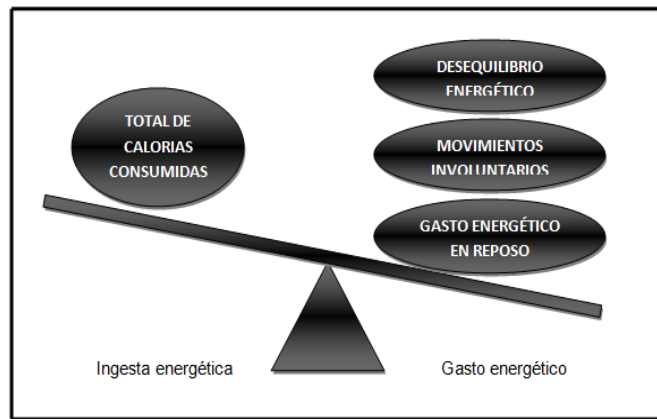 DESEQUILIBRIO
ENERGÉTICO
TOTAL DE
CALORIAS
CONSUMIDAS
MOVIMIENTOS
INVOLUNTARIOS
GASTO ENERGÉTICO
EN REPOSO
Ingesta energética
Gasto energético